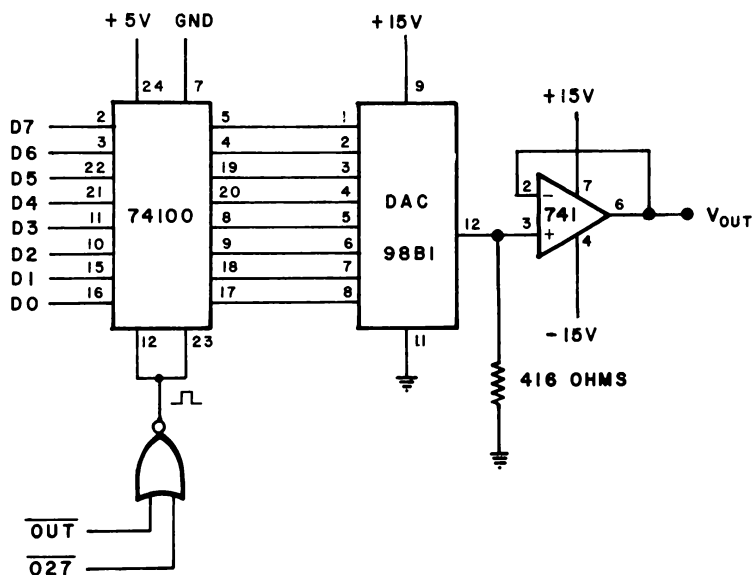 +5V GND
+15V
24 7
9
+15V
D7 2 5 1
D6 3 4 2
D5 22 19 3
D4 21 20 4
D3 11 8 5
D2 10 9 6
D1 15 18 7
D0 16 17 8
74100
DAC
98B1
12
2 − 7
741 6 VOUT
3 + 4
12 23
11
-15V
416 OHMS
OUT
027